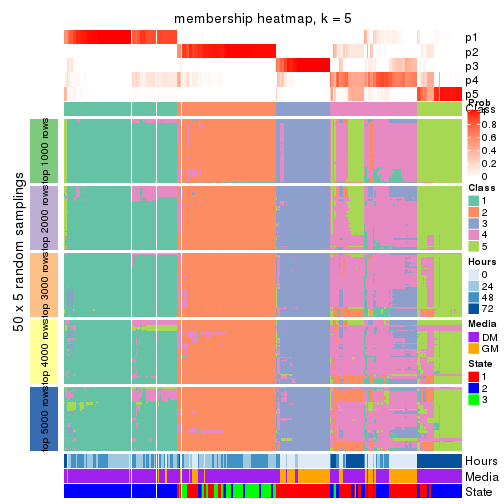 membership heatmap, k = 5
p1
p2
p3
p4
p5
Class
50 x 5 random samplings
top 1000 rows
top 2000 rows
top 3000 rows
top 4000 rows
top 5000 rows
Prob
1
0.8
0.6
0.4
0.2
0
Class
1
2
3
4
5
Hours
0
24
48
72
Media
DM
GM
State
1
2
3
Hours
Media
State